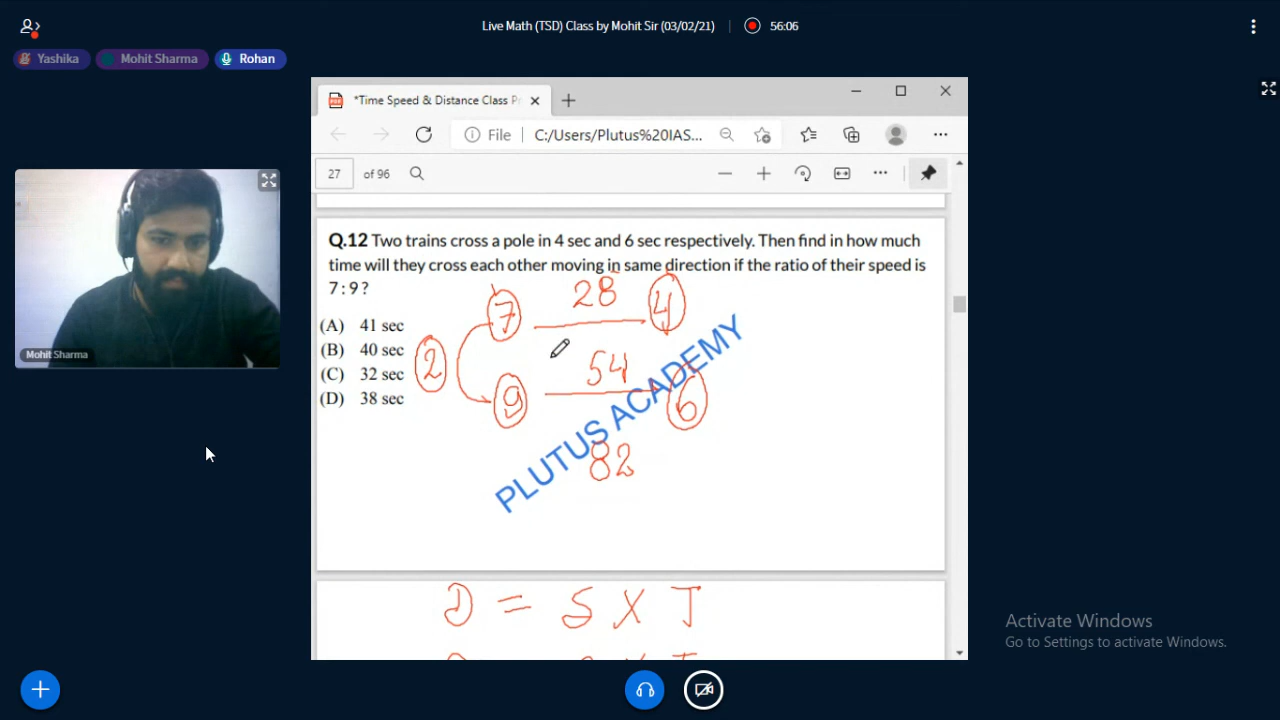 Live Math (TSD) Class by Mohit Sir (03/02/21)
56:06
Yashika
Mohit Sharma
Rohan
*Time Speed & Distance Class Pr
File
C:/Users/Plutus%20IAS...
27
of 96
Q.12 Two trains cross a pole in 4 sec and 6 sec respectively. Then find in how much
time will they cross each other moving in same direction if the ratio of their speed is
7 : 9 ?
(A) 41 sec
(B) 40 sec
(C) 32 sec
(D) 38 sec
7 28 4
2
54
9 6
82
PLUTUS ACADEMY
D = S X T
Mohit Sharma
Activate Windows
Go to Settings to activate Windows.